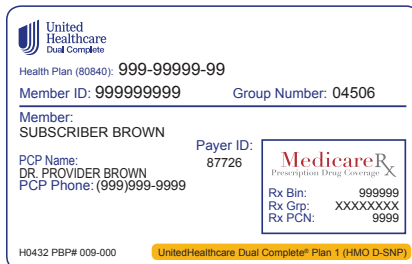 United
Healthcare
Dual Complete
Health Plan (80840): 999-99999-99
Member ID: 999999999 Group Number: 04506
Member:
SUBSCRIBER BROWN
Payer ID:
87726
PCP Name:
DR. PROVIDER BROWN
PCP Phone: (999)999-9999
MedicareRx
Prescription Drug Coverage
Rx Bin: 999999
Rx Grp: XXXXXXXX
Rx PCN: 9999
H0432 PBP# 009-000 UnitedHealthcare Dual Complete® Plan 1 (HMO D-SNP)